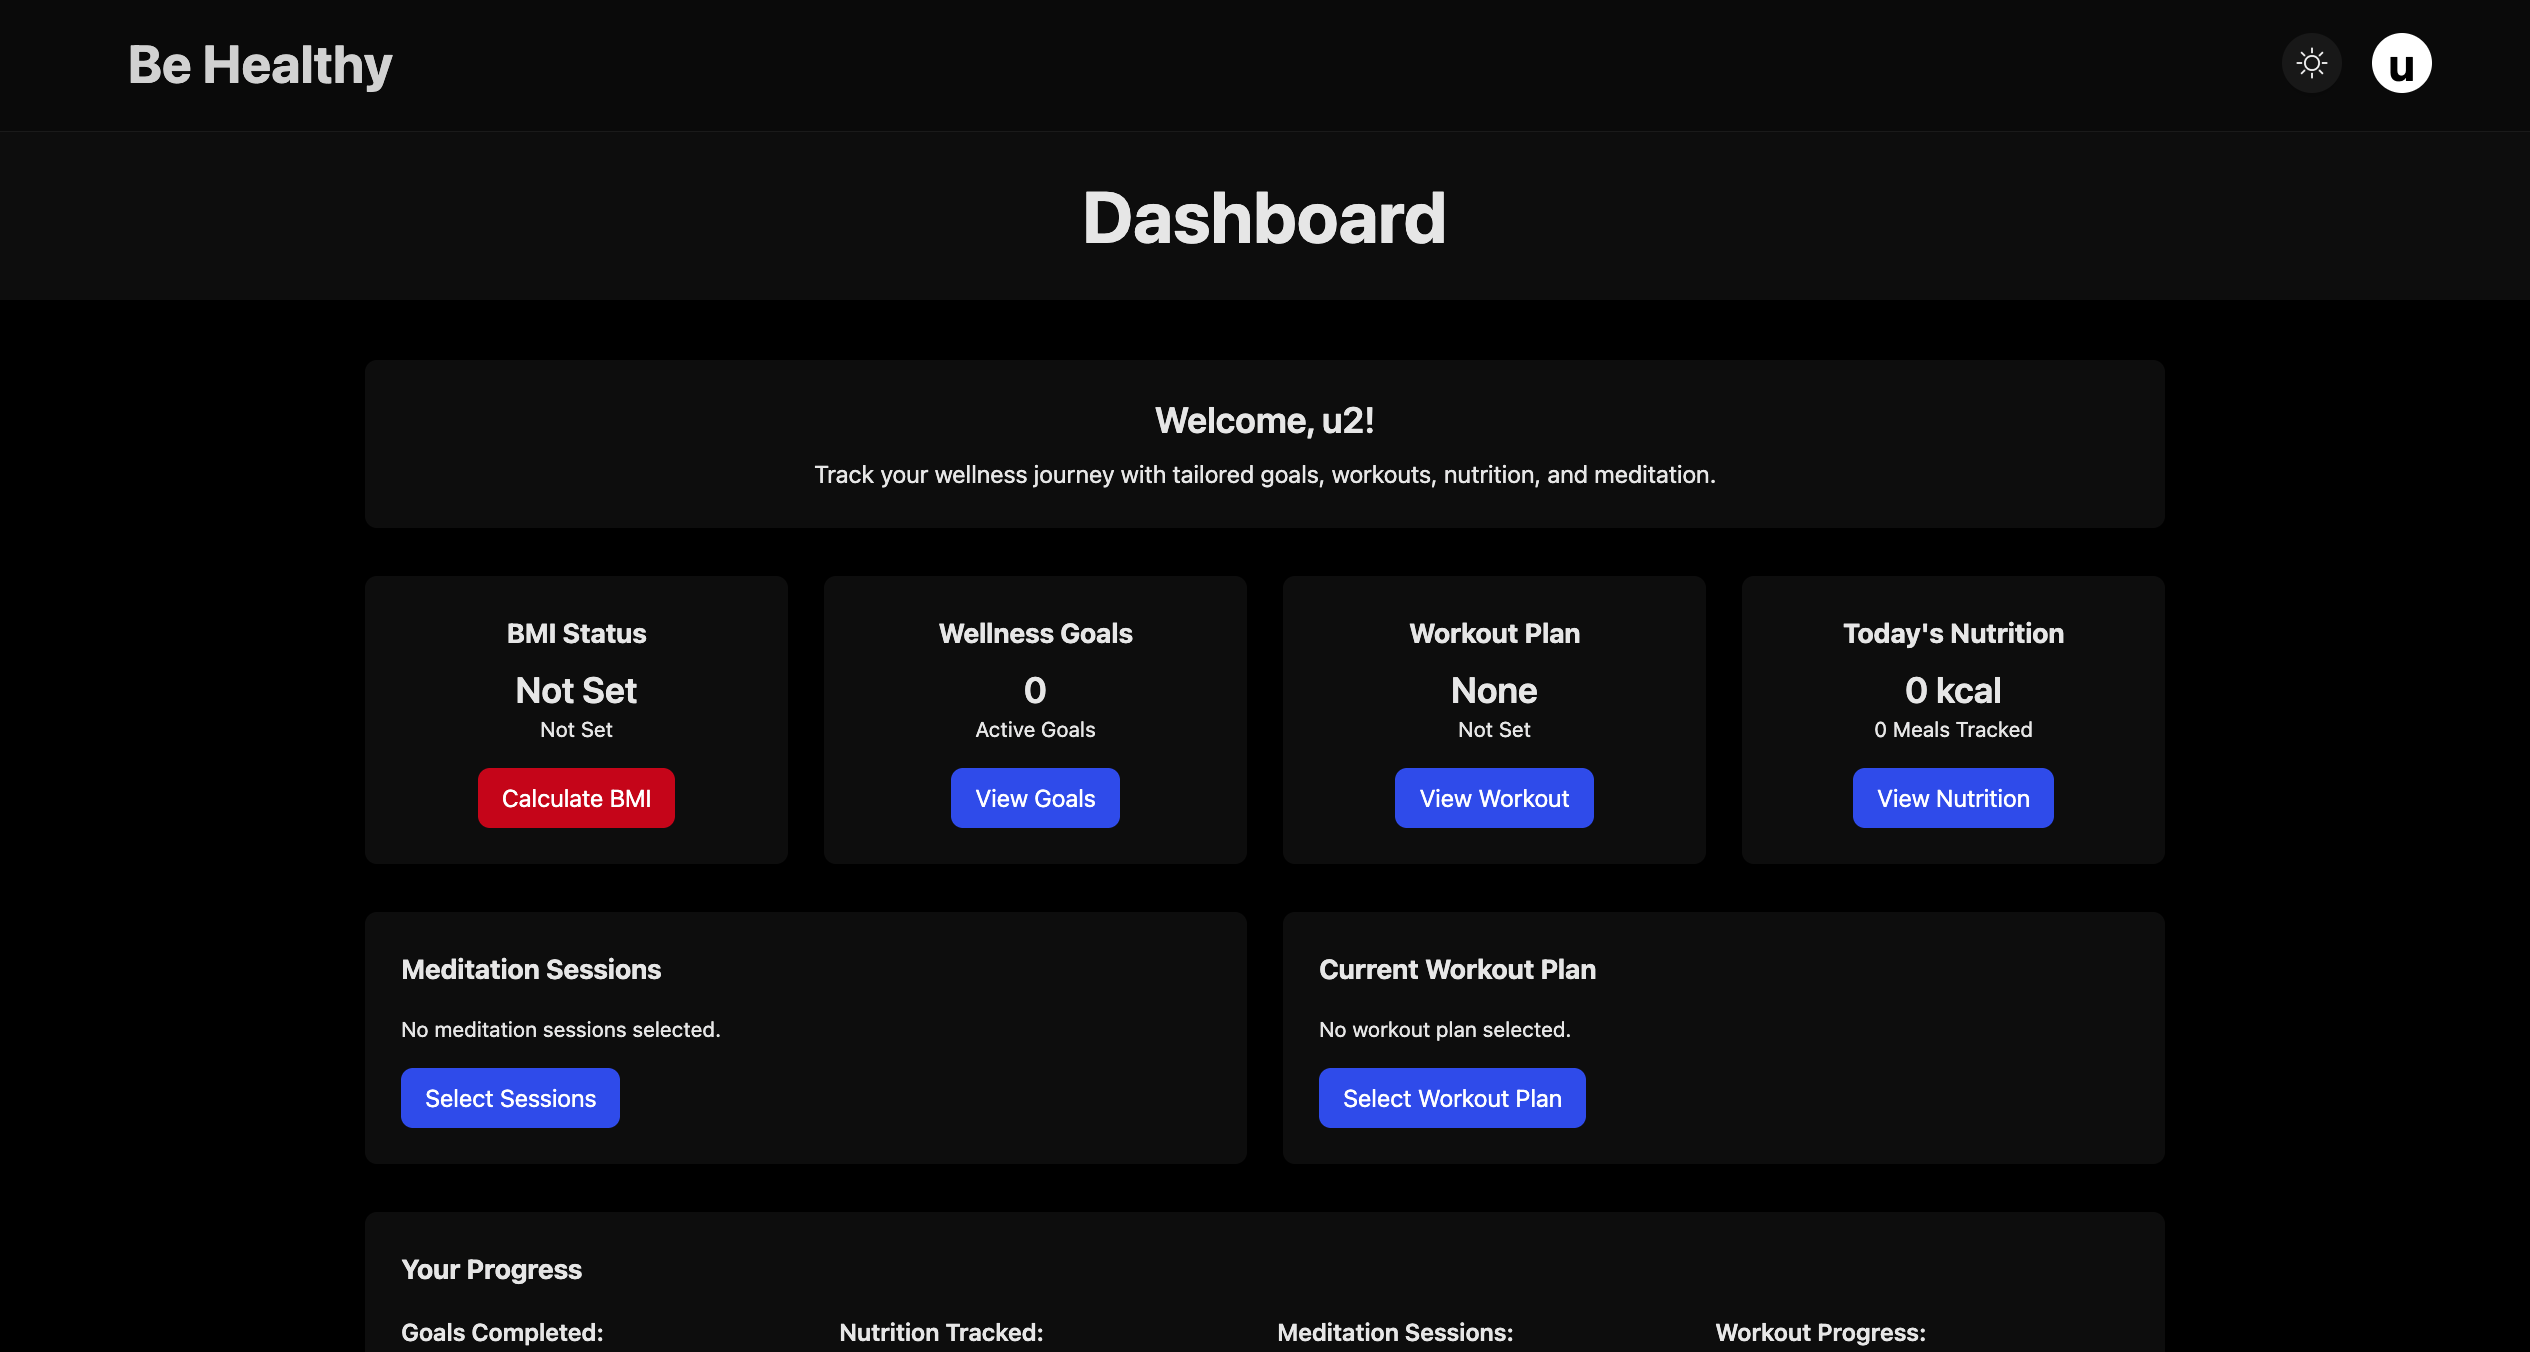 Be Healthy
u
Dashboard
Welcome, u2!
Track your wellness journey with tailored goals, workouts, nutrition, and meditation.
BMI Status
Not Set
Not Set
Calculate BMI
Wellness Goals
0
Active Goals
View Goals
Workout Plan
None
Not Set
View Workout
Today's Nutrition
0 kcal
0 Meals Tracked
View Nutrition
Meditation Sessions
No meditation sessions selected.
Select Sessions
Current Workout Plan
No workout plan selected.
Select Workout Plan
Your Progress
Goals Completed:
Nutrition Tracked:
Meditation Sessions:
Workout Progress: